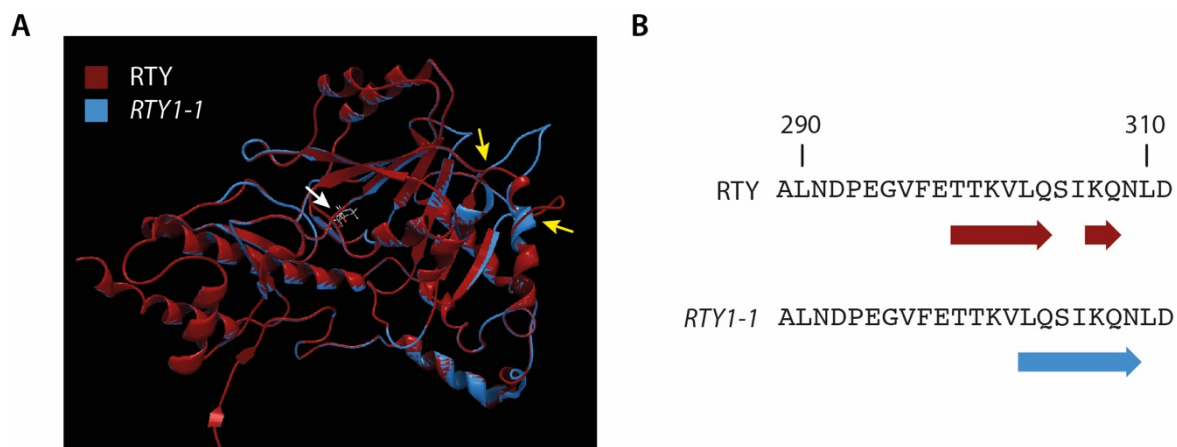 A
B
RTY
RTY1-1
290 310
RTY ALNDPEGVFETTKVLQSIKQNLD
RTY1-1 ALNDPEGVFETTKVLQSIKQNLD